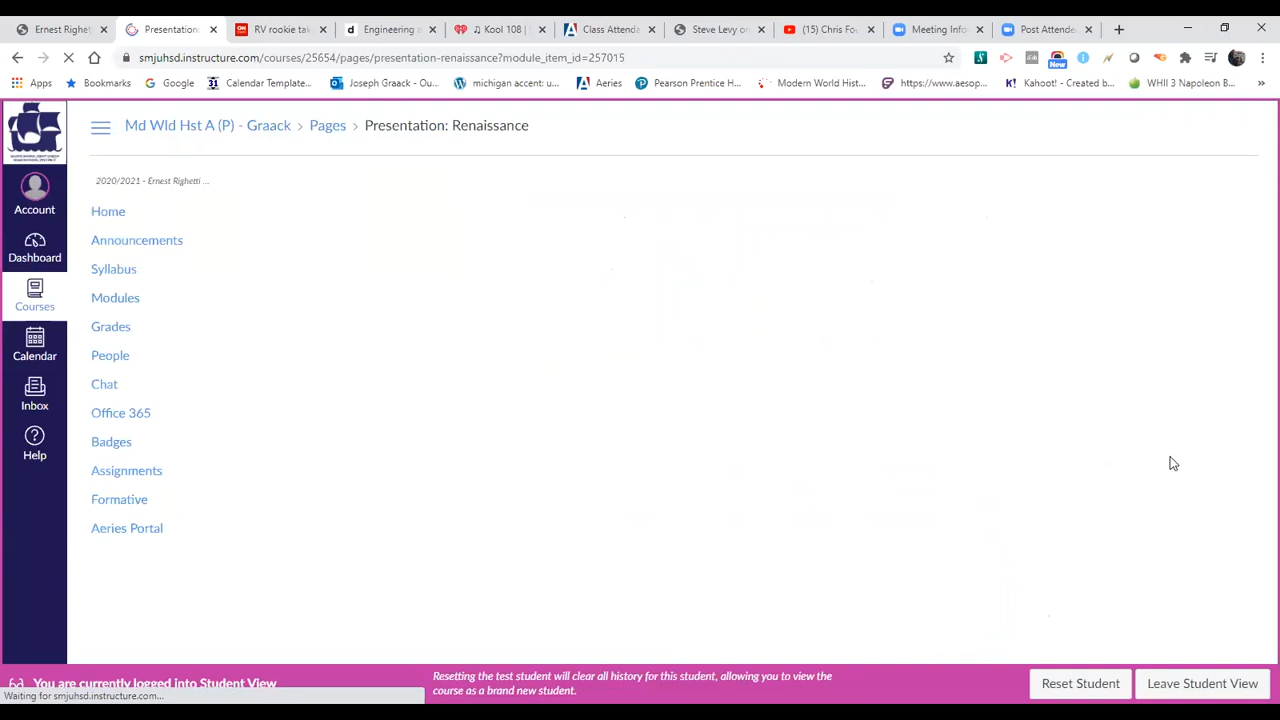 Ernest Righ
Presentation:
RV rookie tak
Engineering a
Kool 108 |
Class Attenda
Steve Levy on
(15) Chris Fou
Meeting Info
Post Attende
smjuhsd.instructure.com/courses/25654/pages/presentation-renaissance?module_item_id=257015
New
Apps
Bookmarks
Google
Calendar Template...
Joseph Graack - Ou...
michigan accent: u...
Aeries
Pearson Prentice H...
Modern World Hist...
https://www.aesop...
Kahoot! - Created b...
WHII 3 Napoleon B...
Md Wld Hst A (P) - Graack > Pages > Presentation: Renaissance
2020/2021 - Ernest Righetti ...
Home
Announcements
Syllabus
Modules
Grades
People
Chat
Office 365
Badges
Assignments
Formative
Aeries Portal
Account
Dashboard
Courses
Calendar
Inbox
Help
You are currently logged into Student View
Waiting for smjuhsd.instructure.com...
Resetting the test student will clear all history for this student, allowing you to view the
course as a brand new student.
Reset Student
Leave Student View